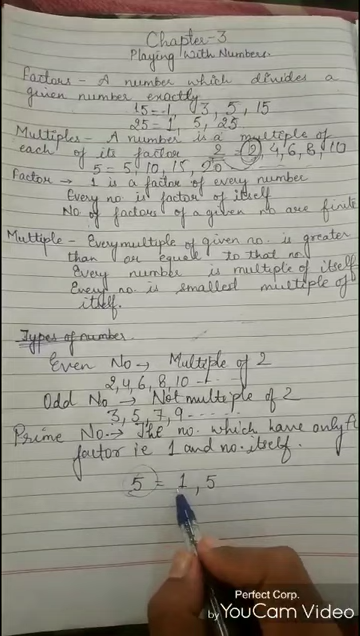 Chapter-3
Playing With Numbers
Factors - A number which divides a
given number exactly
15 = 1, 3, 5, 15
25 = 1, 5, 25
Multiples - A number is a multiple of
each of its factor 2 = 2, 4, 6, 8, 10
5 = 5, 10, 15, 20
Factor → 1 is a factor of every number
Every no is factor of itself
No of factors of a given no are finite
Multiple → Every multiple of given no. is greater
than or equal to that no.
Every number is multiple of itself
Every no. is smalled multiple of
itself.
Types of number
Even No → Multiple of 2
2, 4, 6, 8, 10 - - - -
Odd No → Not multiple of 2
3, 5, 7, 9 - - - - - -
Prime No. → The no. which have only
factor ie 1 and no. itself.
5 = 1, 5
Perfect Corp.
by YouCam Video